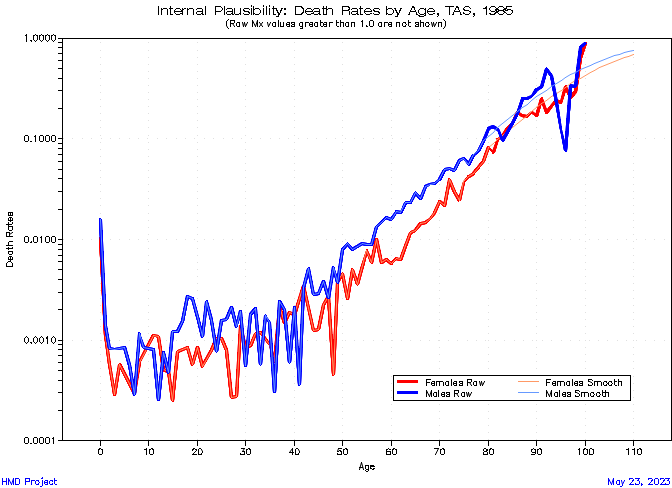 Internal Plausibility: Death Rates by Age, TAS, 1985
(Raw Mx values greater than 1.0 are not shown)
1.0000
0.1000
0.0100
0.0010
0.0001
Death Rates
Females Raw
Females Smooth
Males Raw
Males Smooth
0 10 20 30 40 50 60 70 80 90 100 110
Age
HMD Project
May 23, 2023